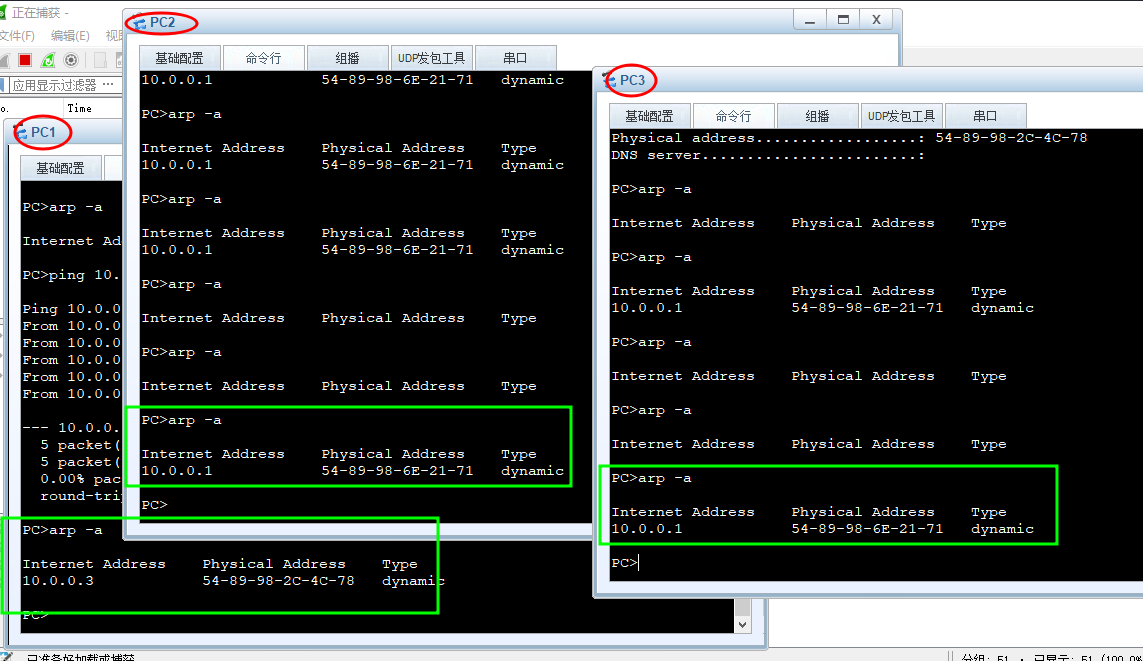 正在捕获 -
文件(F) 编辑(E) 视
应用显示过滤器 …
o. Time
PC1
基础配置
PC>arp -a
Internet Ad
PC>ping 10.
Ping 10.0.0
From 10.0.0
From 10.0.0
From 10.0.0
From 10.0.0
From 10.0.0
--- 10.0.0.
5 packet(
5 packet(
0.00% pac
round-trip
PC>arp -a
Internet Address Physical Address Type
10.0.0.3 54-89-98-2C-4C-78 dynamic
PC>
PC2
X
基础配置 命令行 组播 UDP发包工具 串口
10.0.0.1 54-89-98-6E-21-71 dynamic
PC>arp -a
Internet Address Physical Address Type
10.0.0.1 54-89-98-6E-21-71 dynamic
PC>arp -a
Internet Address Physical Address Type
10.0.0.1 54-89-98-6E-21-71 dynamic
PC>arp -a
Internet Address Physical Address Type
PC>arp -a
Internet Address Physical Address Type
PC>arp -a
Internet Address Physical Address Type
10.0.0.1 54-89-98-6E-21-71 dynamic
PC>
PC3
基础配置 命令行 组播 UDP发包工具 串口
Physical address..................: 54-89-98-2C-4C-78
DNS server........................:
PC>arp -a
Internet Address Physical Address Type
PC>arp -a
Internet Address Physical Address Type
10.0.0.1 54-89-98-6E-21-71 dynamic
PC>arp -a
Internet Address Physical Address Type
PC>arp -a
Internet Address Physical Address Type
PC>arp -a
Internet Address Physical Address Type
10.0.0.1 54-89-98-6E-21-71 dynamic
PC>
已准备好加载或捕获
分组: 51 · 已显示: 51 (100.0%